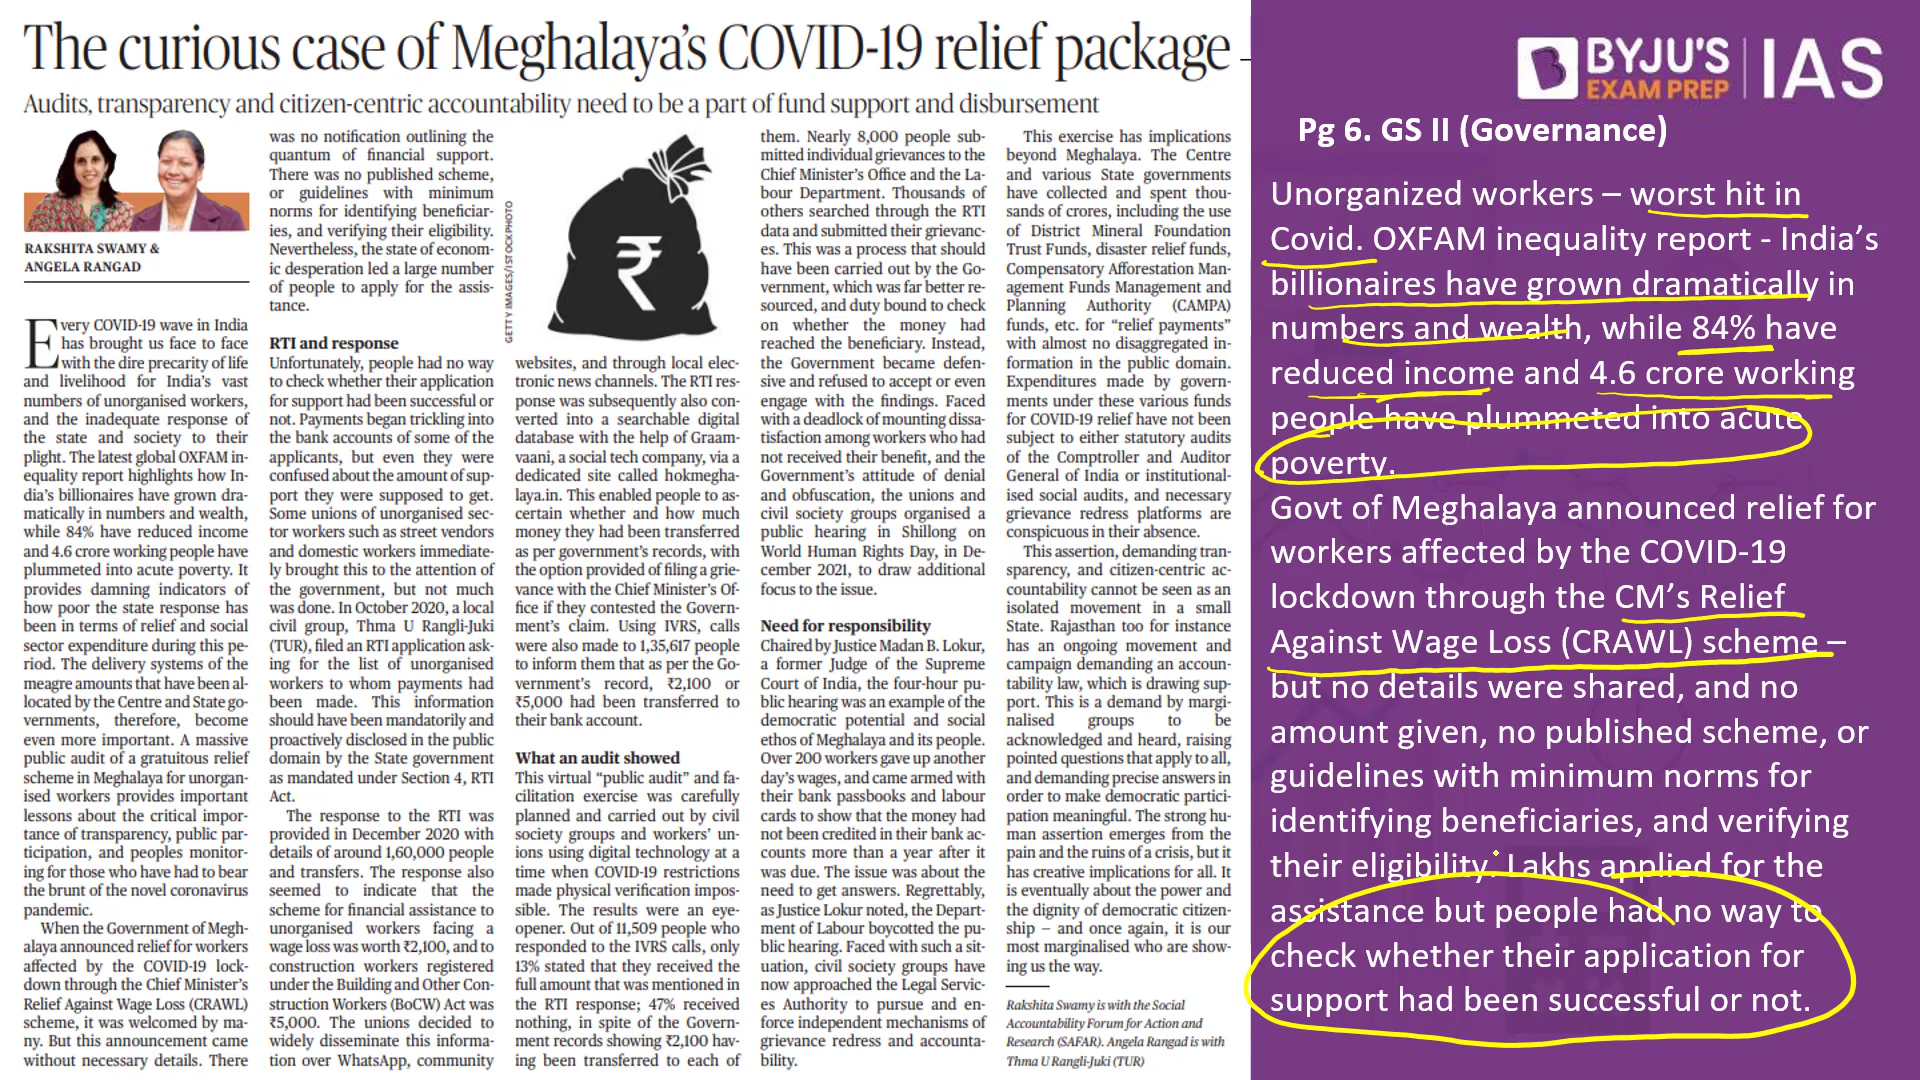 The curious case of Meghalaya’s COVID-19 relief package
Audits, transparency and citizen-centric accountability need to be a part of fund support and disbursement
RAKSHITA SWAMY &
ANGELA RANGAD
Every COVID-19 wave in India
has brought us face to face
with the dire precarity of life
and livelihood for India’s vast
numbers of unorganised workers,
and the inadequate response of
the state and society to their
plight. The latest global OXFAM in-
equality report highlights how In-
dia’s billionaires have grown dra-
matically in numbers and wealth,
while 84% have reduced income
and 4.6 crore working people have
plummeted into acute poverty. It
provides damning indicators of
how poor the state response has
been in terms of relief and social
sector expenditure during this pe-
riod. The delivery systems of the
meagre amounts that have been al-
located by the Centre and State go-
vernments, therefore, become
even more important. A massive
public audit of a gratuitous relief
scheme in Meghalaya for unorgan-
ised workers provides important
lessons about the critical impor-
tance of transparency, public par-
ticipation, and peoples monitor-
ing for those who have had to bear
the brunt of the novel coronavirus
pandemic.
When the Government of Megh-
alaya announced relief for workers
affected by the COVID-19 lock-
down through the Chief Minister’s
Relief Against Wage Loss (CRAWL)
scheme, it was welcomed by ma-
ny. But this announcement came
without necessary details. There
was no notification outlining the
quantum of financial support.
There was no published scheme,
or guidelines with minimum
norms for identifying beneficiar-
ies, and verifying their eligibility.
Nevertheless, the state of econom-
ic desperation led a large number
of people to apply for the assis-
tance.
RTI and response
Unfortunately, people had no way
to check whether their application
for support had been successful or
not. Payments began trickling into
the bank accounts of some of the
applicants, but even they were
confused about the amount of sup-
port they were supposed to get.
Some unions of unorganised sec-
tor workers such as street vendors
and domestic workers immediate-
ly brought this to the attention of
the government, but not much
was done. In October 2020, a local
civil group, Thma U Rangli-Juki
(TUR), filed an RTI application ask-
ing for the list of unorganised
workers to whom payments had
been made. This information
should have been mandatorily and
proactively disclosed in the public
domain by the State government
as mandated under Section 4, RTI
Act.
The response to the RTI was
provided in December 2020 with
details of around 1,60,000 people
and transfers. The response also
seemed to indicate that the
scheme for financial assistance to
unorganised workers facing a
wage loss was worth ₹2,100, and to
construction workers registered
under the Building and Other Con-
struction Workers (BoCW) Act was
₹5,000. The unions decided to
widely disseminate this informa-
tion over WhatsApp, community
GETTY IMAGES/ISTOCKPHOTO
₹
websites, and through local elec-
tronic news channels. The RTI res-
ponse was subsequently also con-
verted into a searchable digital
database with the help of Graam-
vaani, a social tech company, via a
dedicated site called hokmegha-
laya.in. This enabled people to as-
certain whether and how much
money they had been transferred
as per government’s records, with
the option provided of filing a grie-
vance with the Chief Minister’s Of-
fice if they contested the Govern-
ment’s claim. Using IVRS, calls
were also made to 1,35,617 people
to inform them that as per the Go-
vernment’s record, ₹2,100 or
₹5,000 had been transferred to
their bank account.
What an audit showed
This virtual “public audit” and fa-
cilitation exercise was carefully
planned and carried out by civil
society groups and workers’ un-
ions using digital technology at a
time when COVID-19 restrictions
made physical verification impos-
sible. The results were an eye-
opener. Out of 11,509 people who
responded to the IVRS calls, only
13% stated that they received the
full amount that was mentioned in
the RTI response; 47% received
nothing, in spite of the Govern-
ment records showing ₹2,100 hav-
ing been transferred to each of
them. Nearly 8,000 people sub-
mitted individual grievances to the
Chief Minister’s Office and the La-
bour Department. Thousands of
others searched through the RTI
data and submitted their grievanc-
es. This was a process that should
have been carried out by the Go-
vernment, which was far better re-
sourced, and duty bound to check
on whether the money had
reached the beneficiary. Instead,
the Government became defen-
sive and refused to accept or even
engage with the findings. Faced
with a deadlock of mounting dissa-
tisfaction among workers who had
not received their benefit, and the
Government’s attitude of denial
and obfuscation, the unions and
civil society groups organised a
public hearing in Shillong on
World Human Rights Day, in De-
cember 2021, to draw additional
focus to the issue.
Need for responsibility
Chaired by Justice Madan B. Lokur,
a former Judge of the Supreme
Court of India, the four-hour pu-
blic hearing was an example of the
democratic potential and social
ethos of Meghalaya and its people.
Over 200 workers gave up another
day’s wages, and came armed with
their bank passbooks and labour
cards to show that the money had
not been credited in their bank ac-
counts more than a year after it
was due. The issue was about the
need to get answers. Regrettably,
as Justice Lokur noted, the Depart-
ment of Labour boycotted the pu-
blic hearing. Faced with such a sit-
uation, civil society groups have
now approached the Legal Servic-
es Authority to pursue and en-
force independent mechanisms of
grievance redress and accounta-
bility.
This exercise has implications
beyond Meghalaya. The Centre
and various State governments
have collected and spent thou-
sands of crores, including the use
of District Mineral Foundation
Trust Funds, disaster relief funds,
Compensatory Afforestation Man-
agement Funds Management and
Planning Authority (CAMPA)
funds, etc. for “relief payments”
with almost no disaggregated in-
formation in the public domain.
Expenditures made by govern-
ments under these various funds
for COVID-19 relief have not been
subject to either statutory audits
of the Comptroller and Auditor
General of India or institutional-
ised social audits, and necessary
grievance redress platforms are
conspicuous in their absence.
This assertion, demanding tran-
sparency, and citizen-centric ac-
countability cannot be seen as an
isolated movement in a small
State. Rajasthan too for instance
has an ongoing movement and
campaign demanding an accoun-
tability law, which is drawing sup-
port. This is a demand by margi-
nalised groups to be
acknowledged and heard, raising
pointed questions that apply to all,
and demanding precise answers in
order to make democratic partici-
pation meaningful. The strong hu-
man assertion emerges from the
pain and the ruins of a crisis, but it
has creative implications for all. It
is eventually about the power and
the dignity of democratic citizen-
ship – and once again, it is our
most marginalised who are show-
ing us the way.
Rakshita Swamy is with the Social
Accountability Forum for Action and
Research (SAFAR). Angela Rangad is with
Thma U Rangli-Juki (TUR)
BYJU'S
EXAM PREP
IAS
Pg 6. GS II (Governance)
Unorganized workers – worst hit in
Covid. OXFAM inequality report - India’s
billionaires have grown dramatically in
numbers and wealth, while 84% have
reduced income and 4.6 crore working
people have plummeted into acute
poverty.
Govt of Meghalaya announced relief for
workers affected by the COVID-19
lockdown through the CM’s Relief
Against Wage Loss (CRAWL) scheme –
but no details were shared, and no
amount given, no published scheme, or
guidelines with minimum norms for
identifying beneficiaries, and verifying
their eligibility. Lakhs applied for the
assistance but people had no way to
check whether their application for
support had been successful or not.